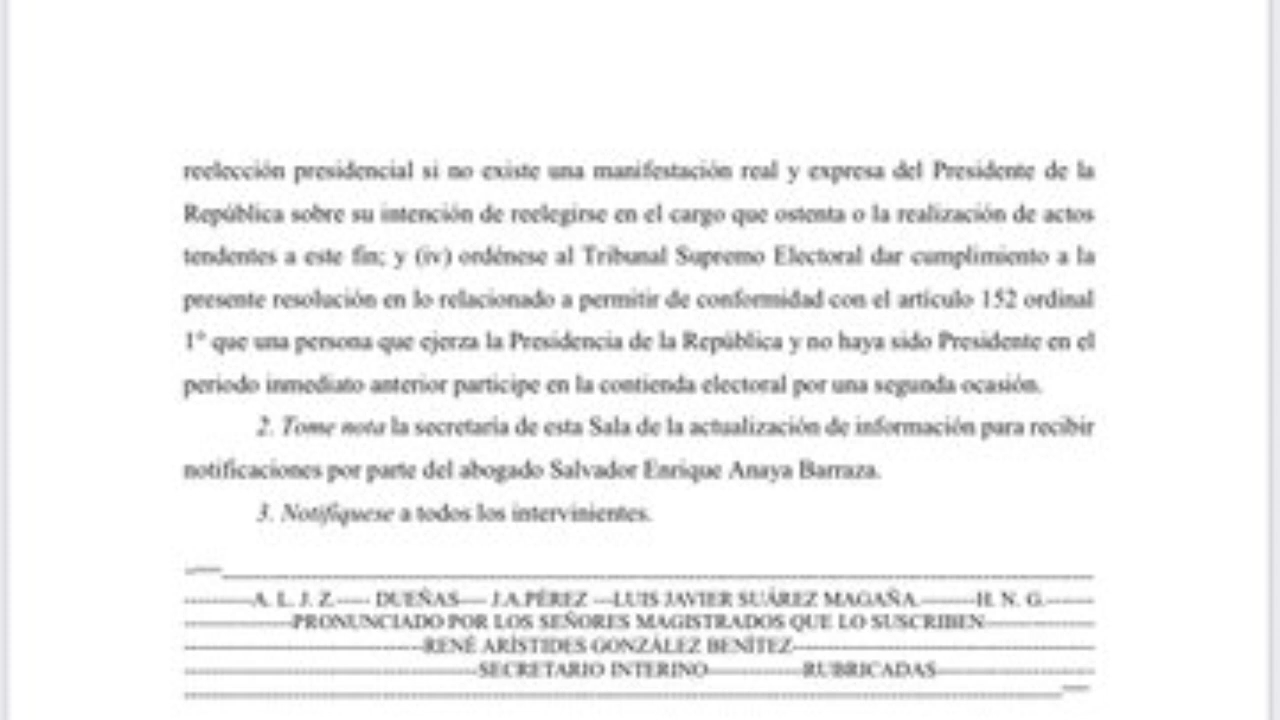 reelección presidencial si no existe una manifestación real y expresa del Presidente de la
República sobre su intención de reelegirse en el cargo que ostenta o la realización de actos
tendentes a este fin; y (iv) ordénese al Tribunal Supremo Electoral dar cumplimiento a la
presente resolución en lo relacionado a permitir de conformidad con el artículo 152 ordinal
1° que una persona que ejerza la Presidencia de la República y no haya sido Presidente en el
periodo inmediato anterior participe en la contienda electoral por una segunda ocasión.
2. Tome nota la secretaría de esta Sala de la actualización de información para recibir
notificaciones por parte del abogado Salvador Enrique Anaya Barraza.
3. Notifíquese a todos los intervinientes.
----------A. L. J. Z.----- DUEÑAS---- J.A.PÉREZ ---LUIS JAVIER SUÁREZ MAGAÑA.--------H. N. G.-------
----------------PRONUNCIADO POR LOS SEÑORES MAGISTRADOS QUE LO SUSCRIBEN----------------
-----------------------------------RENÉ ARÍSTIDES GONZÁLEZ BENÍTEZ--------------------------------------------
-------------------------------------------SECRETARIO INTERINO--------------RUBRICADAS-----------------------